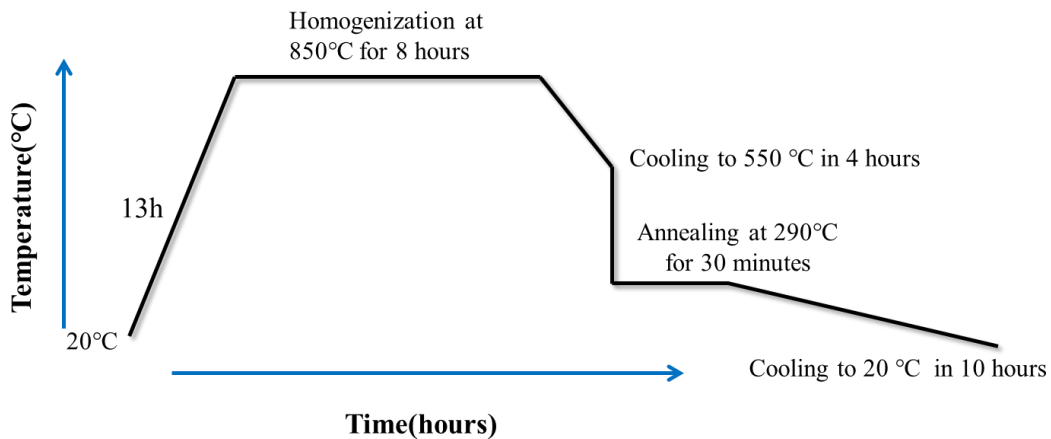 Homogenization at
850℃ for 8 hours
Temperature(℃)
13h
Cooling to 550 ℃ in 4 hours
Annealing at 290℃
for 30 minutes
20℃
Cooling to 20 ℃ in 10 hours
Time(hours)